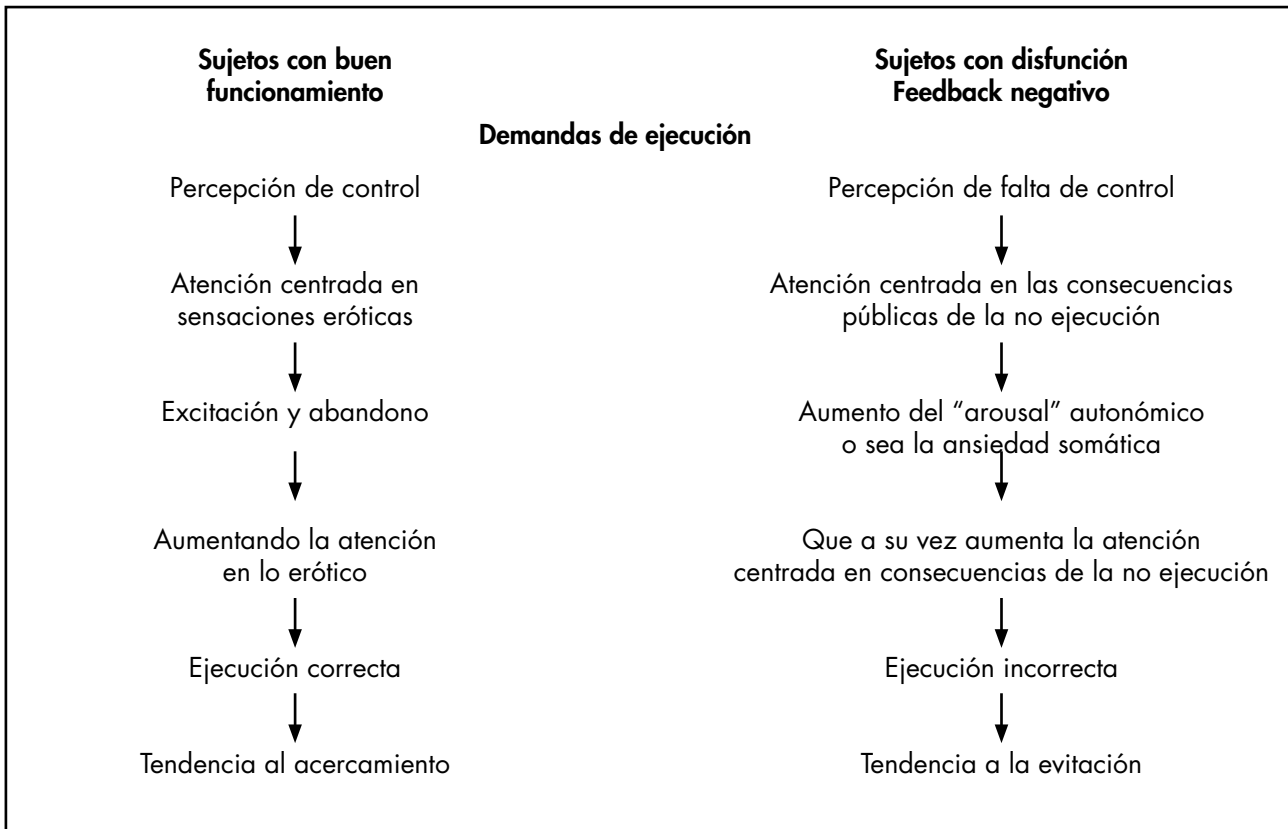 Sujetos con buen
funcionamiento
Sujetos con disfunción
Feedback negativo
Demandas de ejecución
Percepción de control
Atención centrada en
sensaciones eróticas
Excitación y abandono
Aumentando la atención
en lo erótico
Ejecución correcta
Tendencia al acercamiento
Percepción de falta de control
Atención centrada en las consecuencias
públicas de la no ejecución
Aumento del “arousal” autonómico
o sea la ansiedad somática
Que a su vez aumenta la atención
centrada en consecuencias de la no ejecución
Ejecución incorrecta
Tendencia a la evitación